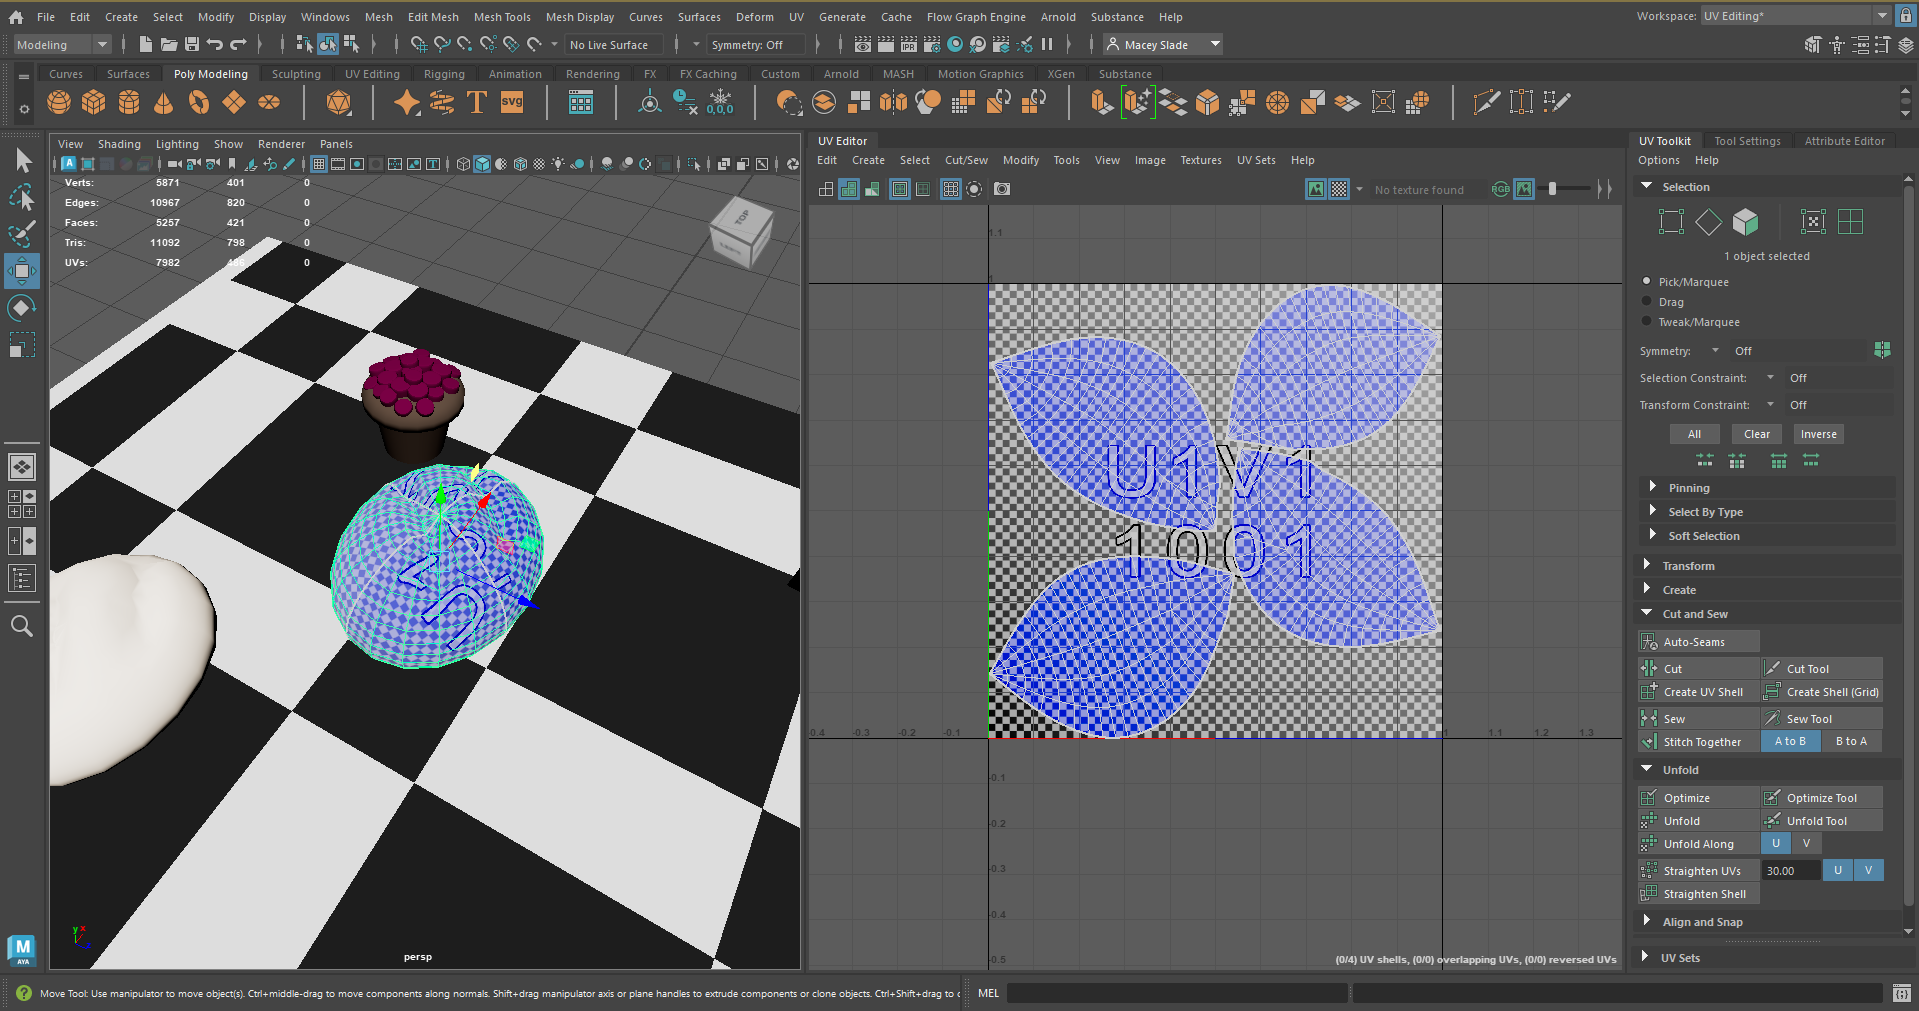 File Edit Create Select Modify Display Windows Mesh Edit Mesh Mesh Tools Mesh Display Curves Surfaces Deform UV Generate Cache Flow Graph Engine Arnold Substance Help Workspace: UV Editing*
Modeling No Live Surface Symmetry: Off IPR Macey Slade
Curves Surfaces Poly Modeling Sculpting UV Editing Rigging Animation Rendering FX FX Caching Custom Arnold MASH Motion Graphics XGen Substance
T SVG 0,0,0
View Shading Lighting Show Renderer Panels
Verts: 5871 401 0
Edges: 10967 820 0
Faces: 5257 421 0
Tris: 11092 798 0
UVs: 7982 486 0
TOP
persp
M
AYA
UV Editor
Edit Create Select Cut/Sew Modify Tools View Image Textures UV Sets Help
No texture found RGB
1.1
1
U1V1
1001
-0.4 -0.3 -0.2 -0.1 1 1.1 1.2 1.3
-0.1
-0.2
-0.3
-0.4
-0.5
(0/4) UV shells, (0/0) overlapping UVs, (0/0) reversed UVs
UV Toolkit Tool Settings Attribute Editor
Options Help
Selection
1 object selected
Pick/Marquee
Drag
Tweak/Marquee
Symmetry: Off
Selection Constraint: Off
Transform Constraint: Off
All Clear Inverse
Pinning
Select By Type
Soft Selection
Transform
Create
Cut and Sew
Auto-Seams
Cut Cut Tool
Create UV Shell Create Shell (Grid)
Sew Sew Tool
Stitch Together A to B B to A
Unfold
Optimize Optimize Tool
Unfold Unfold Tool
Unfold Along U V
Straighten UVs 30.00 U V
Straighten Shell
Align and Snap
UV Sets
Move Tool: Use manipulator to move object(s). Ctrl+middle-drag to move components along normals. Shift+drag manipulator axis or plane handles to extrude components or clone objects. Ctrl+Shift+drag to c MEL